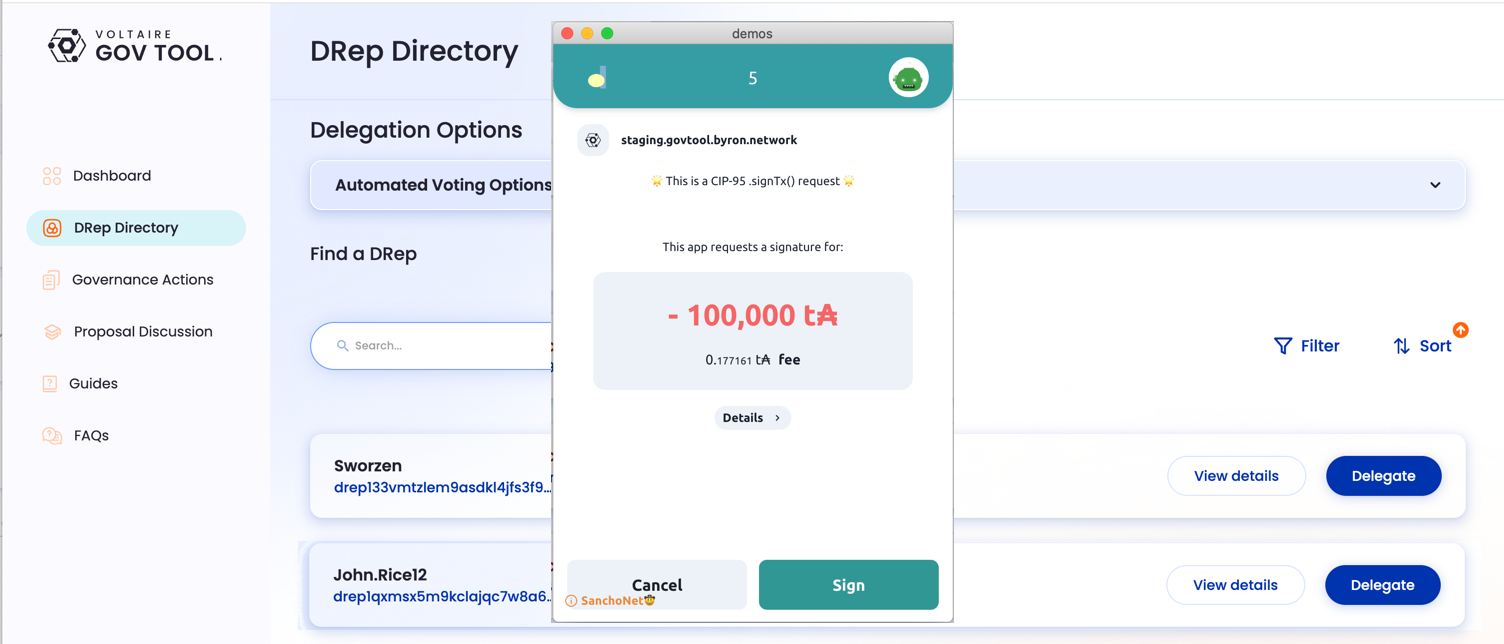 VOLTAIRE
GOV TOOL.
Dashboard
DRep Directory
Governance Actions
Proposal Discussion
Guides
FAQs
DRep Directory
Delegation Options
Automated Voting Options
Find a DRep
Search...
Filter
Sort
Sworzen
drep133vmtzlem9asdkl4jfs3f9...
View details
Delegate
John.Rice12
drep1qxmsx5m9kclajqc7w8a6...
View details
Delegate
demos
5
staging.govtool.byron.network
This is a CIP-95 .signTx() request
This app requests a signature for:
- 100,000 t₳
0.177161 t₳ fee
Details
Cancel
Sign
SanchoNet